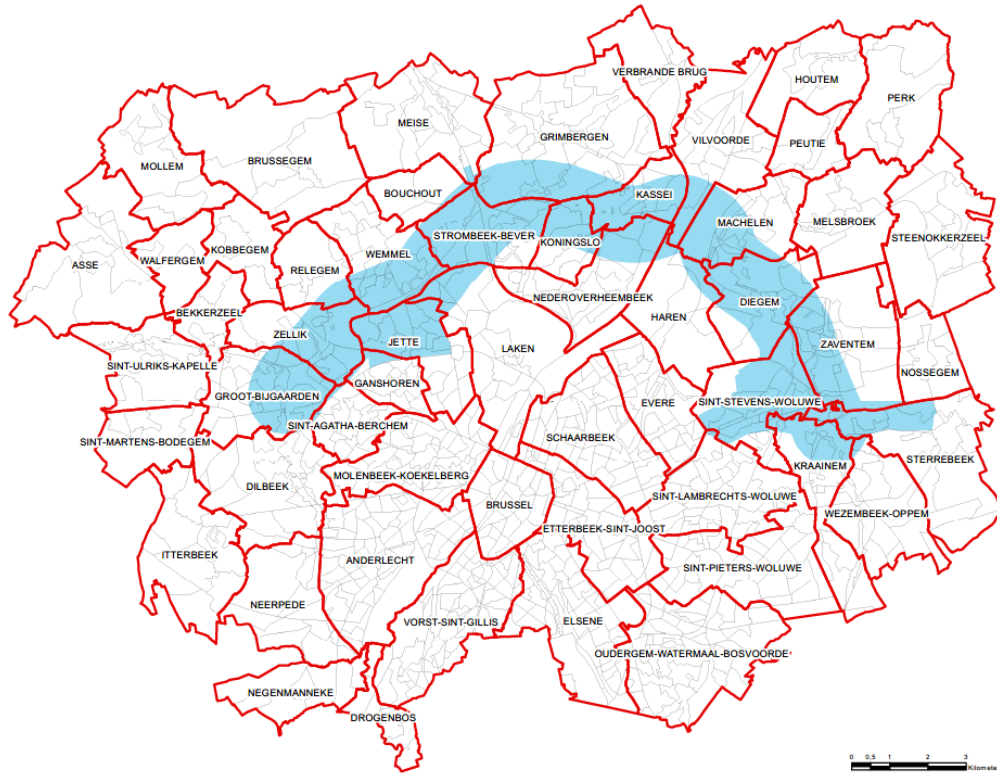 VERBRANDE BRUG
HOUTEM
PERK
MEISE
GRIMBERGEN
VILVOORDE
PEUTIE
MOLLEM
BRUSSEGEM
BOUCHOUT
KASSEI
MACHELEN
MELSBROEK
STROMBEEK-BEVER
KONINGSLO
STEENOKKERZEEL
ASSE
WALFERGEM
KOBBEGEM
RELEGEM
WEMMEL
NEDEROVERHEEMBEEK
DIEGEM
BEKKERZEEL
HAREN
ZELLIK
JETTE
LAKEN
ZAVENTEM
SINT-ULRIKS-KAPELLE
NOSSEGEM
GROOT-BIJGAARDEN
GANSHOREN
EVERE
SINT-STEVENS-WOLUWE
SINT-AGATHA-BERCHEM
SINT-MARTENS-BODEGEM
SCHAARBEEK
STERREBEEK
KRAAINEM
MOLENBEEK-KOEKELBERG
DILBEEK
SINT-LAMBRECHTS-WOLUWE
BRUSSEL
WEZEMBEEK-OPPEM
ETTERBEEK-SINT-JOOST
ITTERBEEK
ANDERLECHT
SINT-PIETERS-WOLUWE
NEERPEDE
VORST-SINT-GILLIS
ELSENE
OUDERGEM-WATERMAAL-BOSVOORDE
NEGENMANNEKE
DROGENBOS
0 0,5 1 2 3
Kilomete